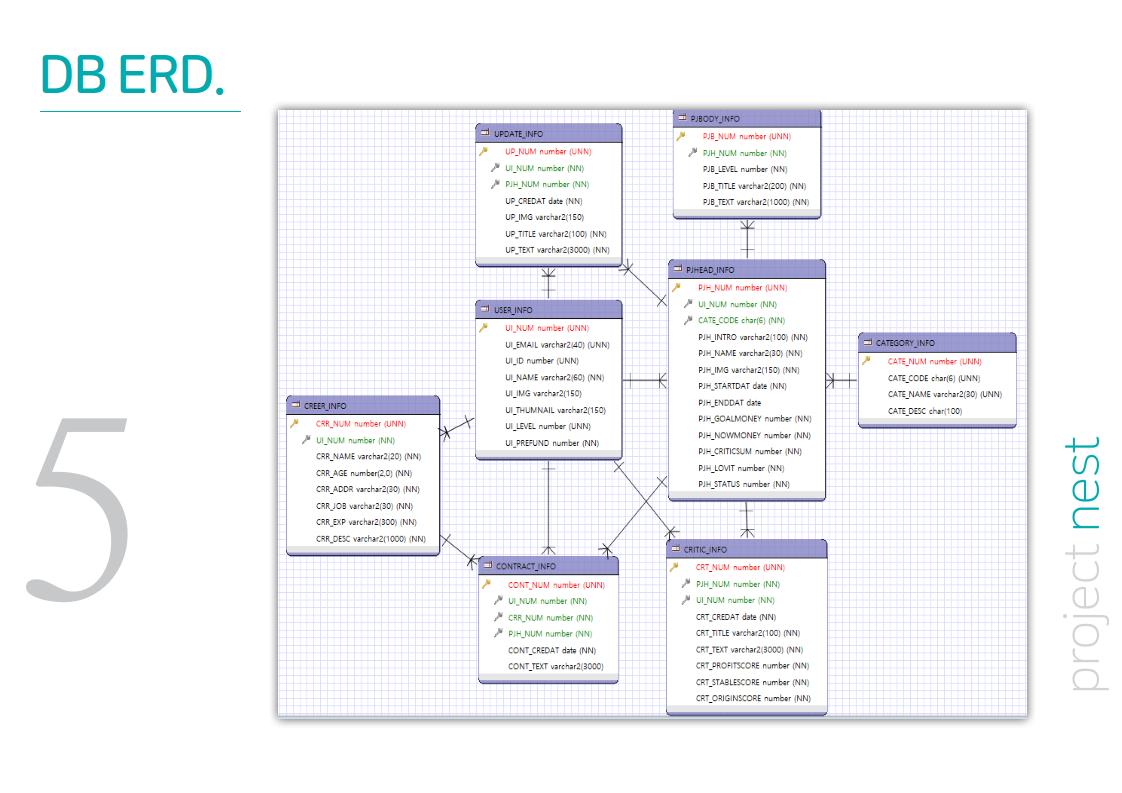 DB ERD.
5
UPDATE_INFO
UP_NUM number (UNN)
UI_NUM number (NN)
PJH_NUM number (NN)
UP_CREDAT date (NN)
UP_IMG varchar2(150)
UP_TITLE varchar2(100) (NN)
UP_TEXT varchar2(3000) (NN)
PJBODY_INFO
PJB_NUM number (UNN)
PJH_NUM number (NN)
PJB_LEVEL number (NN)
PJB_TITLE varchar2(200) (NN)
PJB_TEXT varchar2(1000) (NN)
USER_INFO
UI_NUM number (UNN)
UI_EMAIL varchar2(40) (UNN)
UI_ID number (UNN)
UI_NAME varchar2(60) (NN)
UI_IMG varchar2(150)
UI_THUMNAIL varchar2(150)
UI_LEVEL number (UNN)
UI_PREFUND number (NN)
PJHEAD_INFO
PJH_NUM number (UNN)
UI_NUM number (NN)
CATE_CODE char(6) (NN)
PJH_INTRO varchar2(100) (NN)
PJH_NAME varchar2(30) (NN)
PJH_IMG varchar2(150) (NN)
PJH_STARTDAT date (NN)
PJH_ENDDAT date
PJH_GOALMONEY number (NN)
PJH_NOWMONEY number (NN)
PJH_CRITICSUM number (NN)
PJH_LOVIT number (NN)
PJH_STATUS number (NN)
CATEGORY_INFO
CATE_NUM number (UNN)
CATE_CODE char(6) (UNN)
CATE_NAME varchar2(30) (UNN)
CATE_DESC char(100)
CREER_INFO
CRR_NUM number (UNN)
UI_NUM number (NN)
CRR_NAME varchar2(20) (NN)
CRR_AGE number(2,0) (NN)
CRR_ADDR varchar2(30) (NN)
CRR_JOB varchar2(30) (NN)
CRR_EXP varchar2(300) (NN)
CRR_DESC varchar2(1000) (NN)
CONTRACT_INFO
CONT_NUM number (UNN)
UI_NUM number (NN)
CRR_NUM number (NN)
PJH_NUM number (NN)
CONT_CREDAT date (NN)
CONT_TEXT varchar2(3000)
CRITIC_INFO
CRT_NUM number (UNN)
PJH_NUM number (NN)
UI_NUM number (NN)
CRT_CREDAT date (NN)
CRT_TITLE varchar2(100) (NN)
CRT_TEXT varchar2(3000) (NN)
CRT_PROFITSCORE number (NN)
CRT_STABLESCORE number (NN)
CRT_ORIGINSCORE number (NN)
project nest